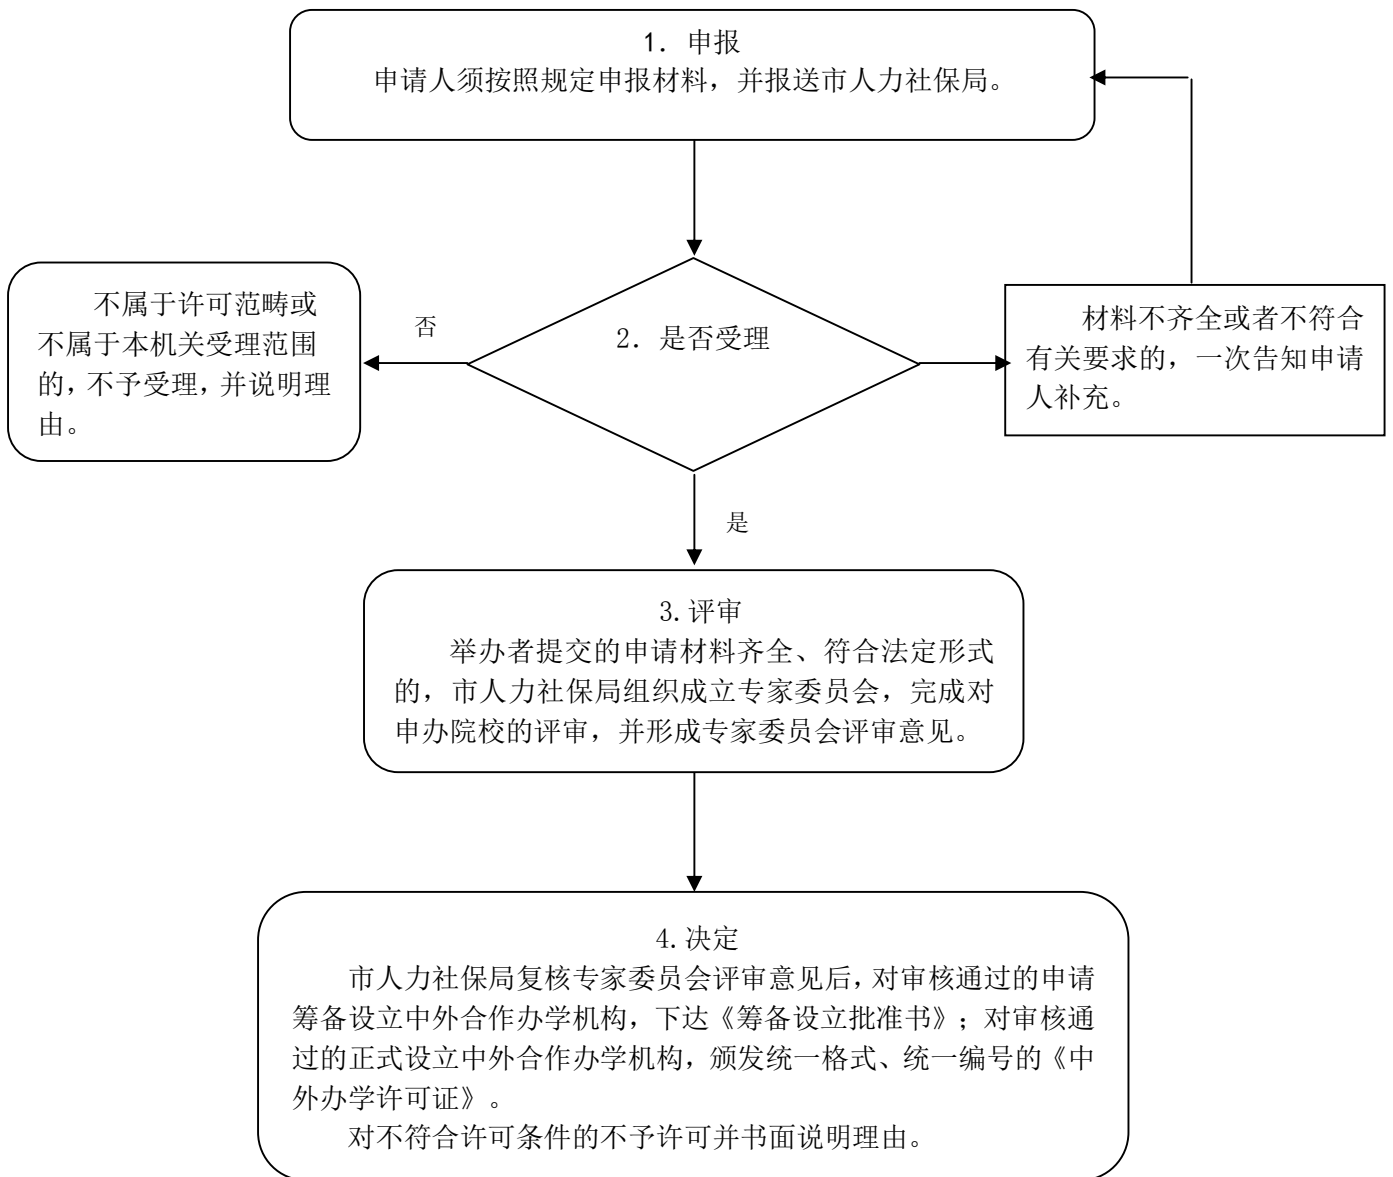 1. 申报
申请人须按照规定申报材料，并报送市人力社保局。
不属于许可范畴或
不属于本机关受理范围
的，不予受理，并说明理
由。
否
2. 是否受理
材料不齐全或者不符合
有关要求的，一次告知申请
人补充。
是
3.评审
举办者提交的申请材料齐全、符合法定形式
的，市人力社保局组织成立专家委员会，完成对
申办院校的评审，并形成专家委员会评审意见。
4.决定
市人力社保局复核专家委员会评审意见后，对审核通过的申请
筹备设立中外合作办学机构，下达《筹备设立批准书》；对审核通
过的正式设立中外合作办学机构，颁发统一格式、统一编号的《中
外办学许可证》。
对不符合许可条件的不予许可并书面说明理由。